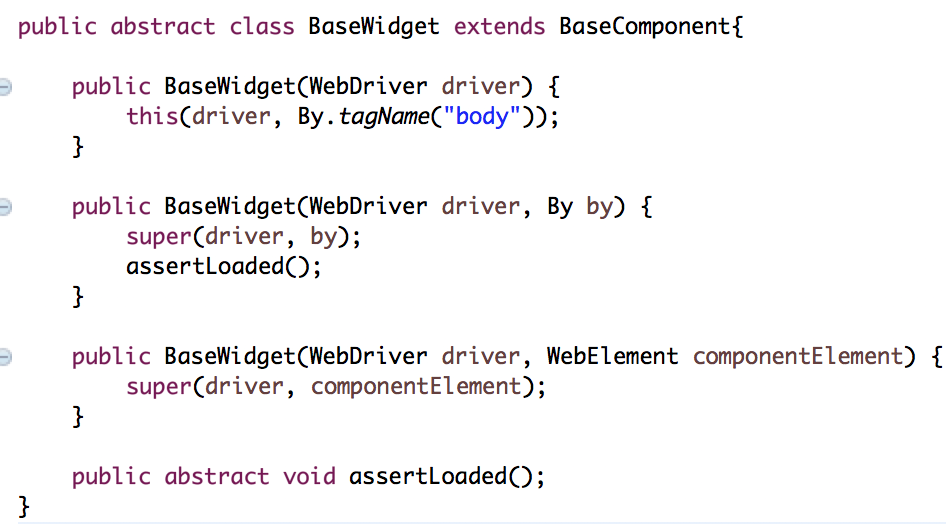 public abstract class BaseWidget extends BaseComponent{
public BaseWidget(WebDriver driver) {
this(driver, By.tagName("body"));
}
public BaseWidget(WebDriver driver, By by) {
super(driver, by);
assertLoaded();
}
public BaseWidget(WebDriver driver, WebElement componentElement) {
super(driver, componentElement);
}
public abstract void assertLoaded();
}